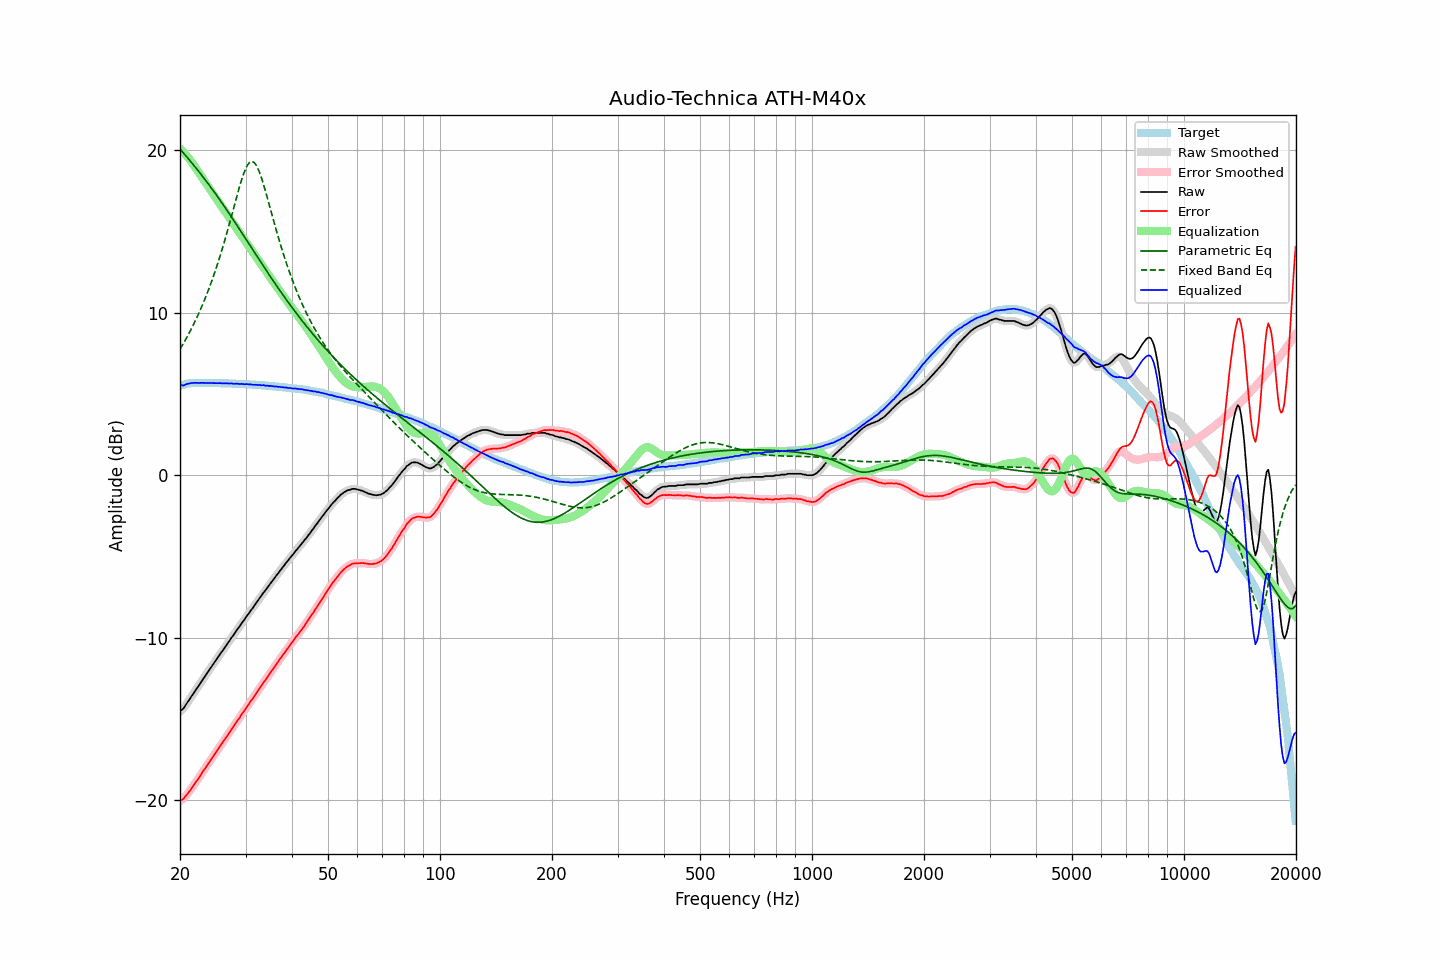 Audio-Technica ATH-M40x
Amplitude (dBr)
20
10
0
−10
−20
20
50
100
200
500
1000
2000
5000
10000
20000
Frequency (Hz)
Target
Raw Smoothed
Error Smoothed
Raw
Error
Equalization
Parametric Eq
Fixed Band Eq
Equalized